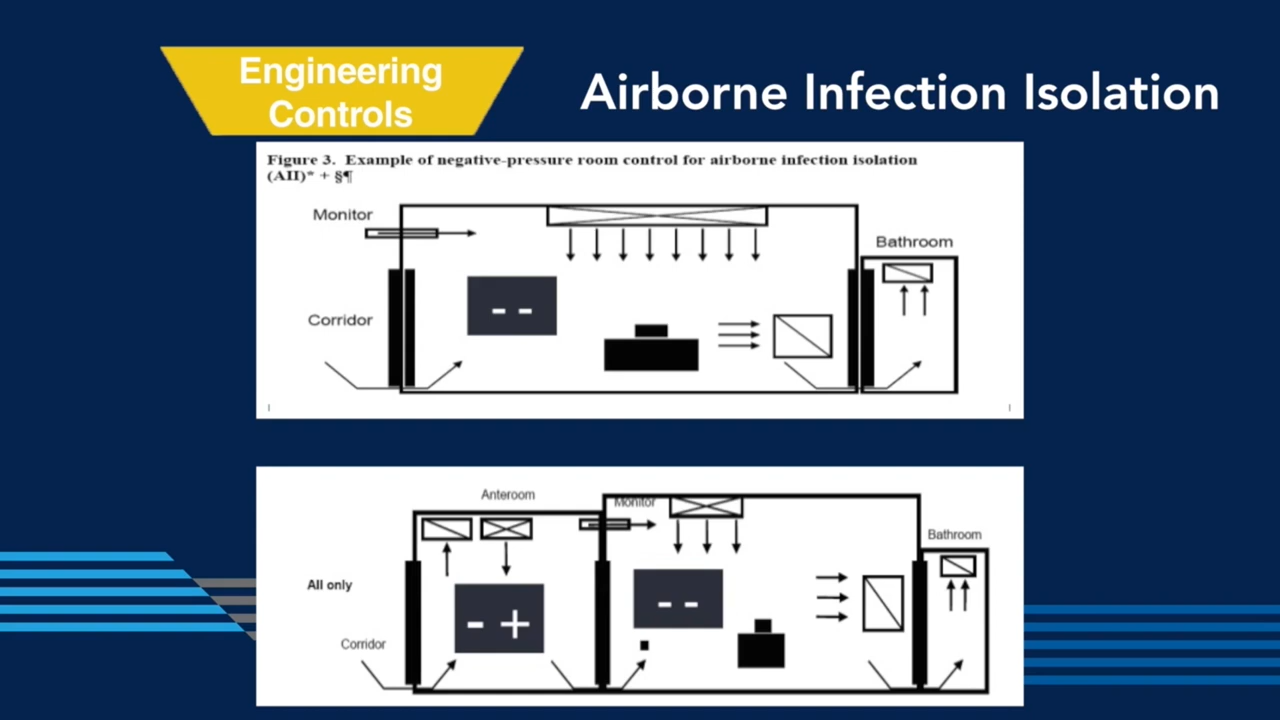 Engineering
Controls
Airborne Infection Isolation
Figure 3. Example of negative-pressure room control for airborne infection isolation
(AII)* + §¶
Monitor
Bathroom
- -
Corridor
Anteroom
Monitor
Bathroom
All only
- -
- +
Corridor